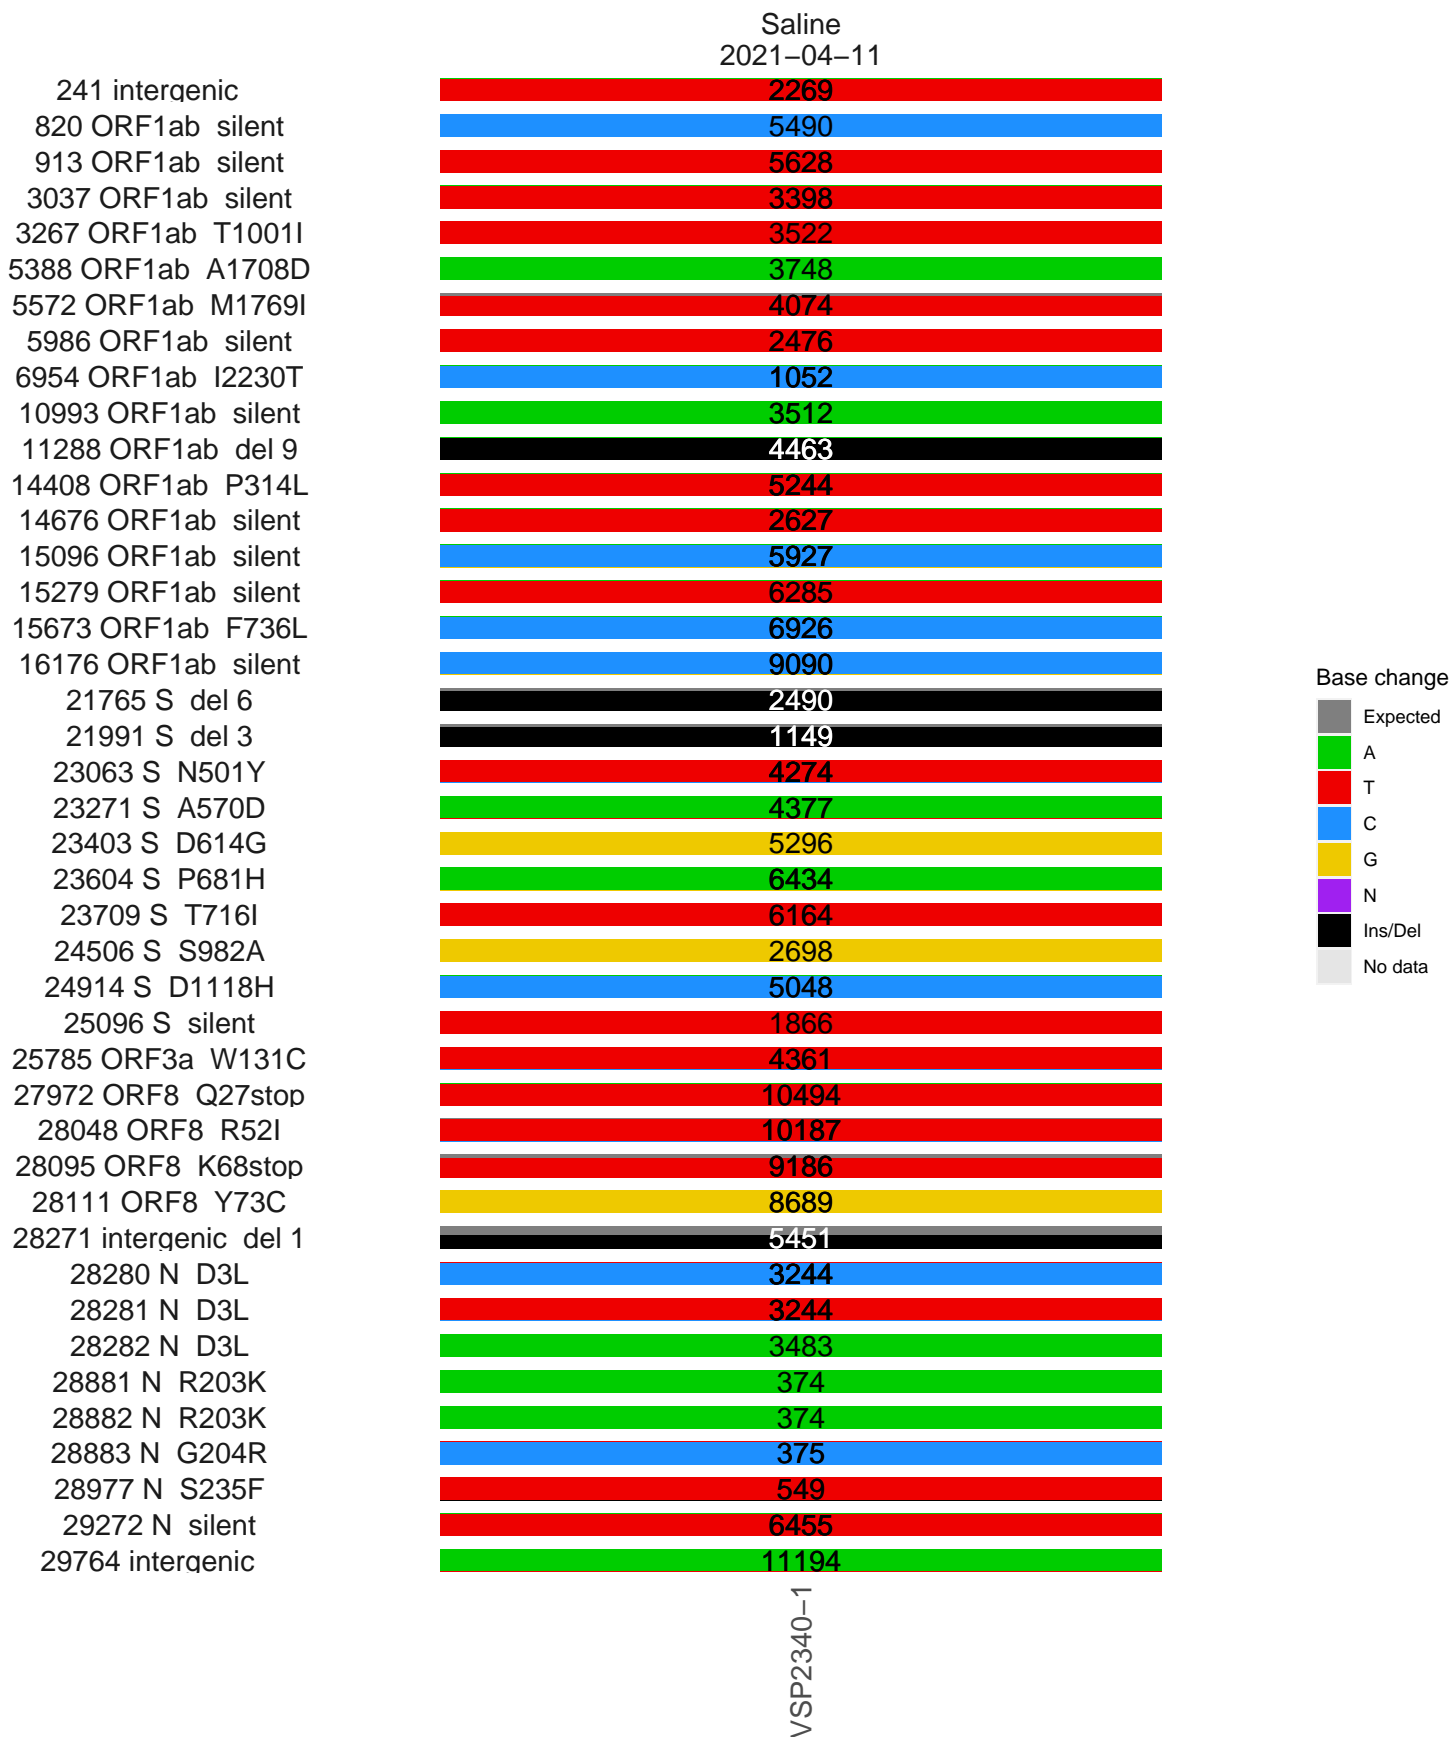 Saline
2021−04−11
241 intergenic 2269
820 ORF1ab silent 5490
913 ORF1ab silent 5628
3037 ORF1ab silent 3398
3267 ORF1ab T1001I 3522
5388 ORF1ab A1708D 3748
5572 ORF1ab M1769I 4074
5986 ORF1ab silent 2476
6954 ORF1ab I2230T 1052
10993 ORF1ab silent 3512
11288 ORF1ab del 9 4463
14408 ORF1ab P314L 5244
14676 ORF1ab silent 2627
15096 ORF1ab silent 5927
15279 ORF1ab silent 6285
15673 ORF1ab F736L 6926
16176 ORF1ab silent 9090
21765 S del 6 2490
21991 S del 3 1149
23063 S N501Y 4274
23271 S A570D 4377
23403 S D614G 5296
23604 S P681H 6434
23709 S T716I 6164
24506 S S982A 2698
24914 S D1118H 5048
25096 S silent 1866
25785 ORF3a W131C 4361
27972 ORF8 Q27stop 10494
28048 ORF8 R52I 10187
28095 ORF8 K68stop 9186
28111 ORF8 Y73C 8689
28271 intergenic del 1 5451
28280 N D3L 3244
28281 N D3L 3244
28282 N D3L 3483
28881 N R203K 374
28882 N R203K 374
28883 N G204R 375
28977 N S235F 549
29272 N silent 6455
29764 intergenic 11194
VSP2340−1
Base change
Expected
A
T
C
G
N
Ins/Del
No data